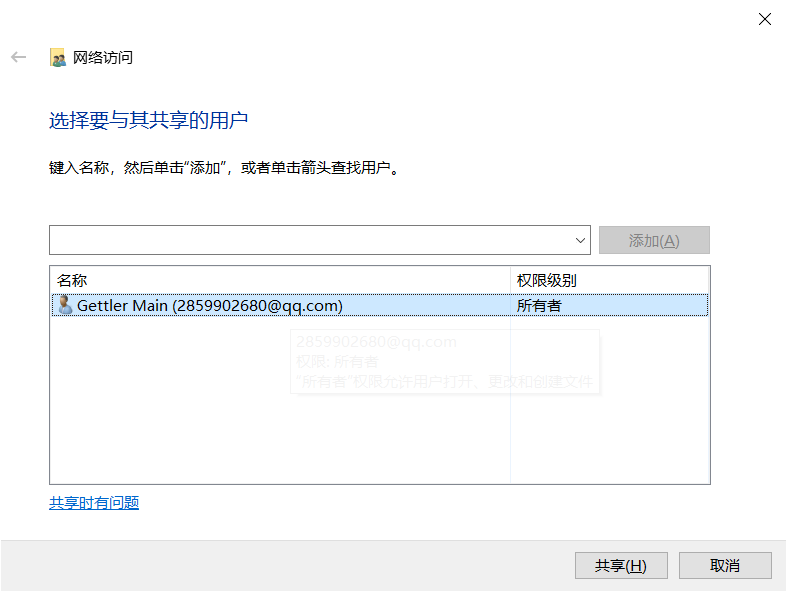 网络访问
选择要与其共享的用户
键入名称，然后单击“添加”，或者单击箭头查找用户。
添加(A)
名称 权限级别
Gettler Main (2859902680@qq.com) 所有者
2859902680@qq.com
权限: 所有者
“所有者”权限允许用户打开、更改和创建文件
共享时有问题
共享(H) 取消